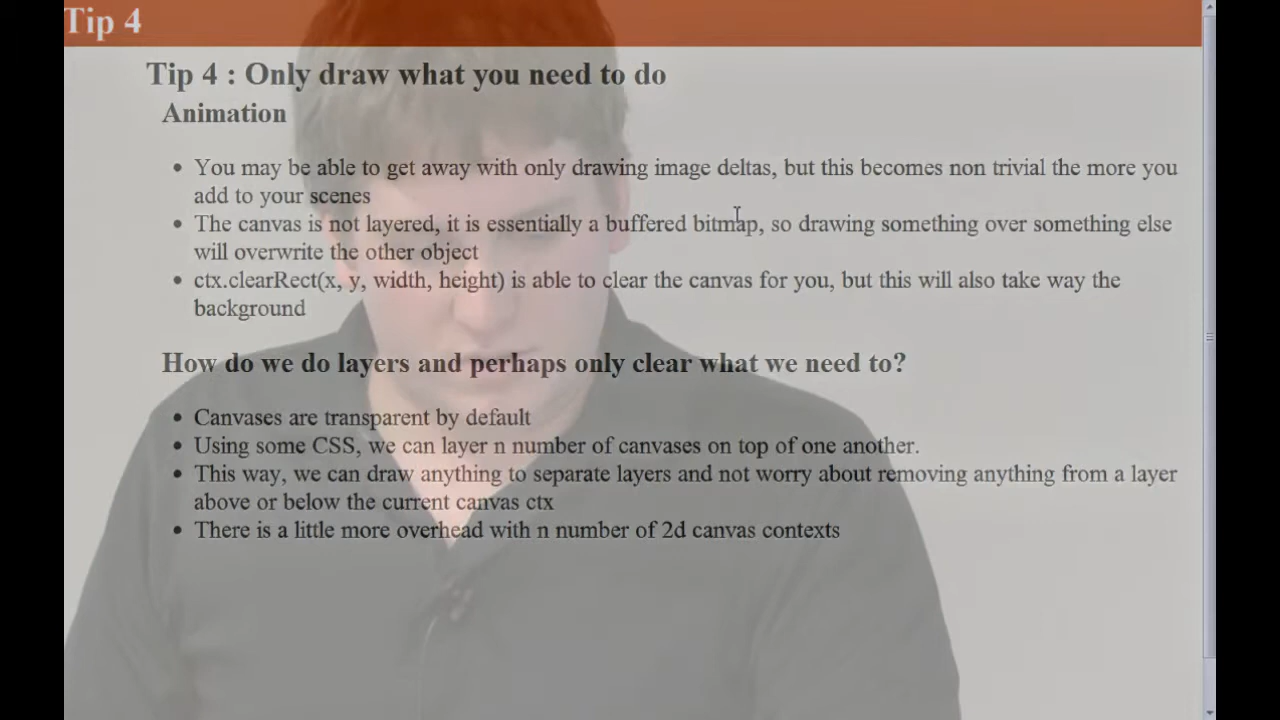 Tip 4
Tip 4 : Only draw what you need to do
Animation
You may be able to get away with only drawing image deltas, but this becomes non trivial the more you
add to your scenes
The canvas is not layered, it is essentially a buffered bitmap, so drawing something over something else
will overwrite the other object
ctx.clearRect(x, y, width, height) is able to clear the canvas for you, but this will also take way the
background
How do we do layers and perhaps only clear what we need to?
Canvases are transparent by default
Using some CSS, we can layer n number of canvases on top of one another.
This way, we can draw anything to separate layers and not worry about removing anything from a layer
above or below the current canvas ctx
There is a little more overhead with n number of 2d canvas contexts